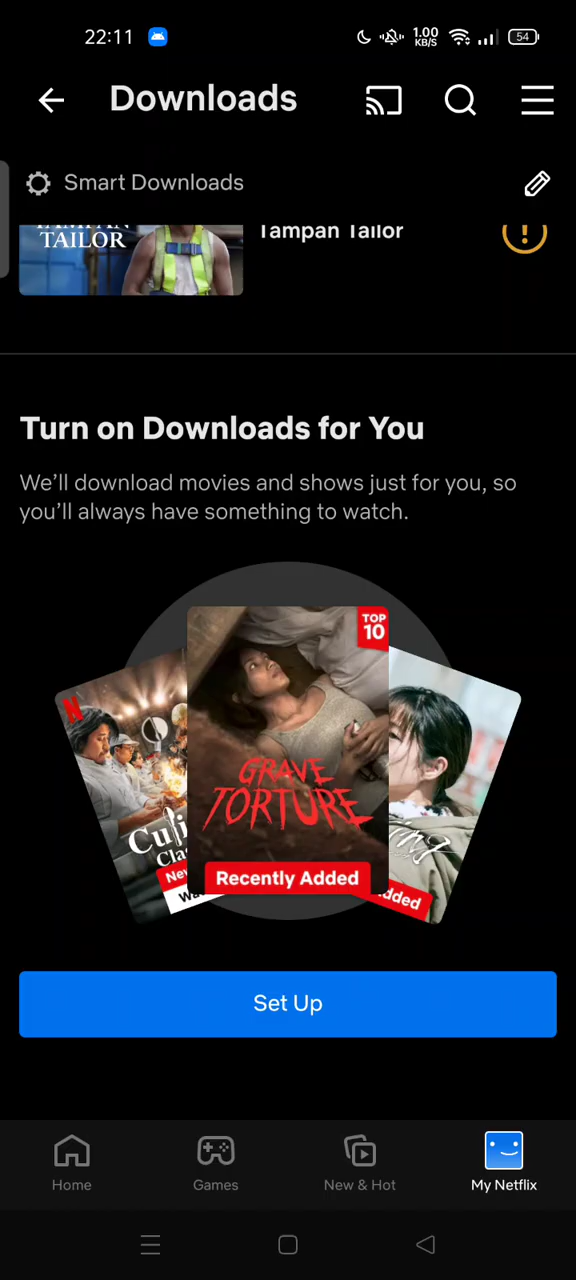 22:11
1.00
KB/S
54
Downloads
Smart Downloads
TAMPAN
TAILOR
Tampan Tailor
Turn on Downloads for You
We'll download movies and shows just for you, so
you'll always have something to watch.
TOP
10
N
GRAVE
TORTURE
Recently Added
Set Up
Home
Games
New & Hot
My Netflix